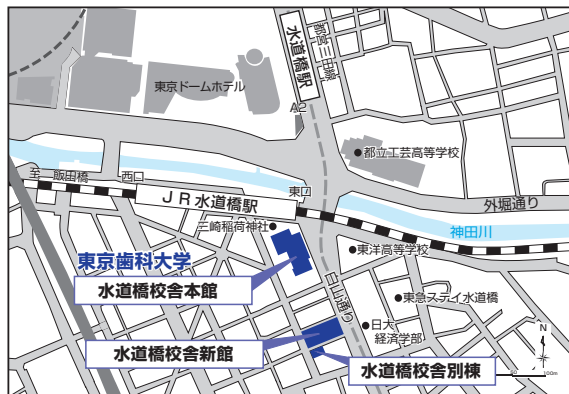 水道橋駅
都営三田線
東京ドームホテル
A2
都立工芸高等学校
至 飯田橋
西口
東口
JR水道橋駅
外堀通り
神田川
三崎稲荷神社
東洋高等学校
東京歯科大学
水道橋校舎本館
白山通り
東急ステイ水道橋
日大
経済学部
水道橋校舎新館
水道橋校舎別棟
N
100m